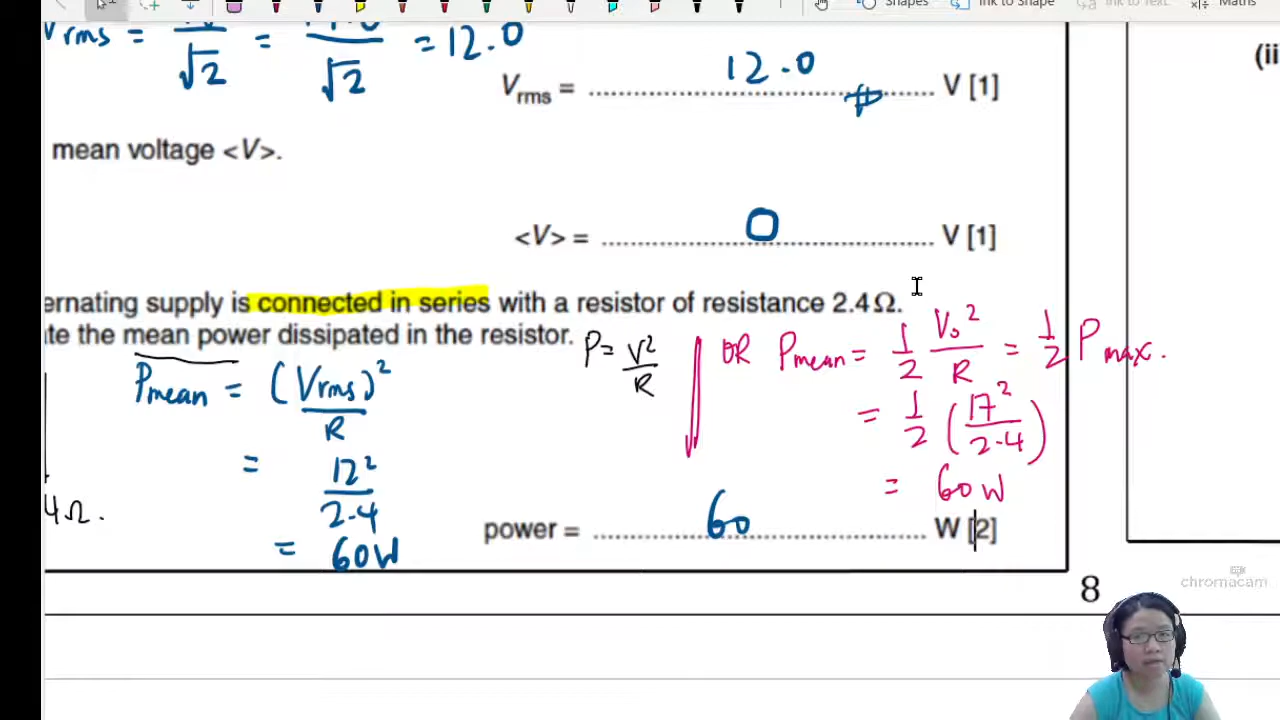 Shapes Ink to Shape Ink to Text Maths
Vrms = /√2 = /√2 = 12.0
(ii
12.0
Vrms = ........ V [1]
mean voltage <V>.
0
<V> = ........ V [1]
ernating supply is connected in series with a resistor of resistance 2.4 Ω.
te the mean power dissipated in the resistor.
P = V²/R
Pmean = (Vrms)²/R
= 12²/2.4
= 60W
4Ω.
OR Pmean = 1/2 V₀²/R = 1/2 Pmax.
= 1/2 (17²/2.4)
= 60W
60
power = ........ W [2]
8
chromacam